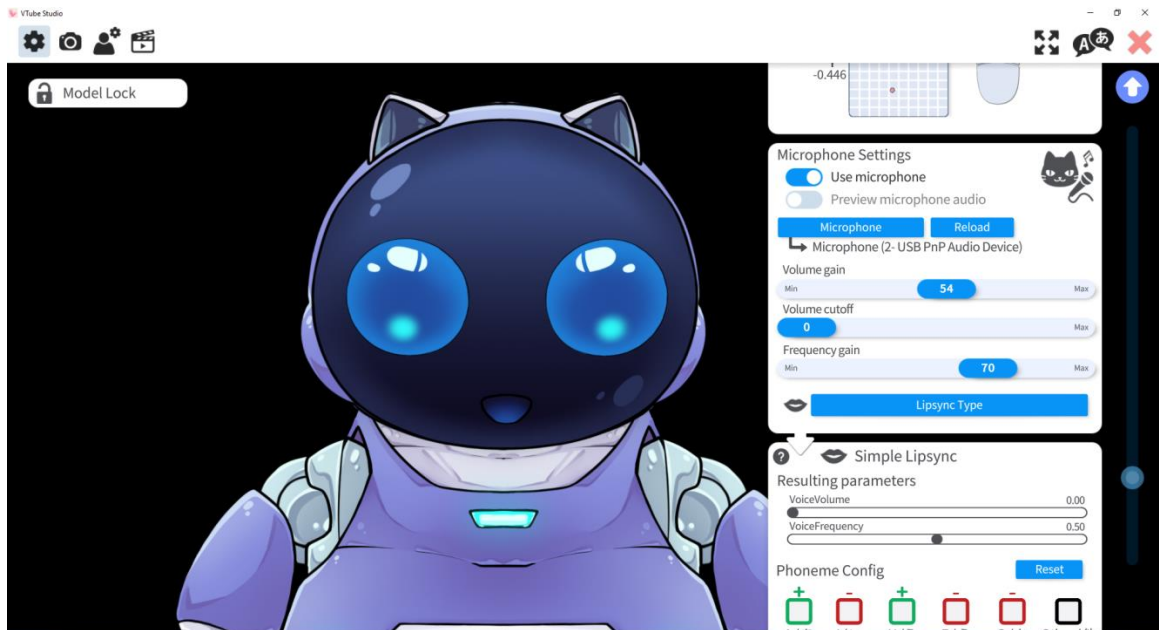 VTube Studio
Model Lock
-0.446
Microphone Settings
Use microphone
Preview microphone audio
Microphone
Reload
Microphone (2- USB PnP Audio Device)
Volume gain
Min
54
Max
Volume cutoff
0
Max
Frequency gain
Min
70
Max
Lipsync Type
? Simple Lipsync
Resulting parameters
VoiceVolume
0.00
VoiceFrequency
0.50
Phoneme Config
Reset
+ - + - -
A あ